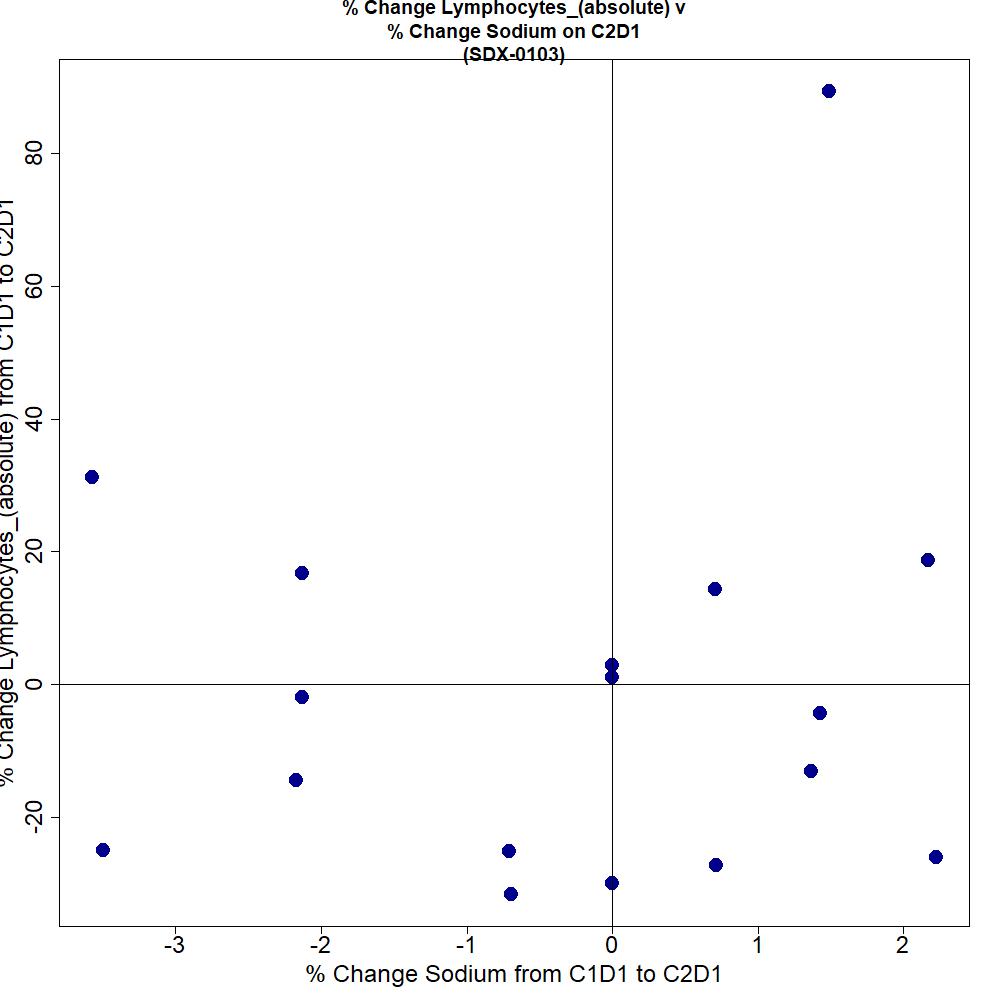 % Change Lymphocytes_(absolute) v
% Change Sodium on C2D1
(SDX-0103)
% Change Lymphocytes_(absolute) from C1D1 to C2D1
80
60
40
20
0
-20
-3
-2
-1
0
1
2
% Change Sodium from C1D1 to C2D1